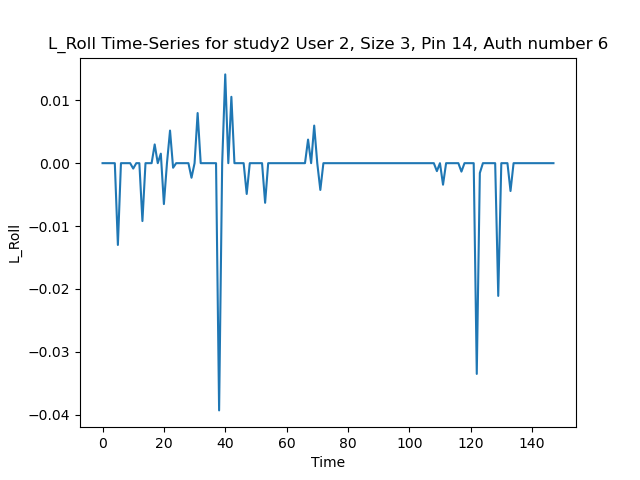 L_Roll Time-Series for study2 User 2, Size 3, Pin 14, Auth number 6
0.01
0.00
−0.01
−0.02
−0.03
−0.04
L_Roll
0 20 40 60 80 100 120 140
Time